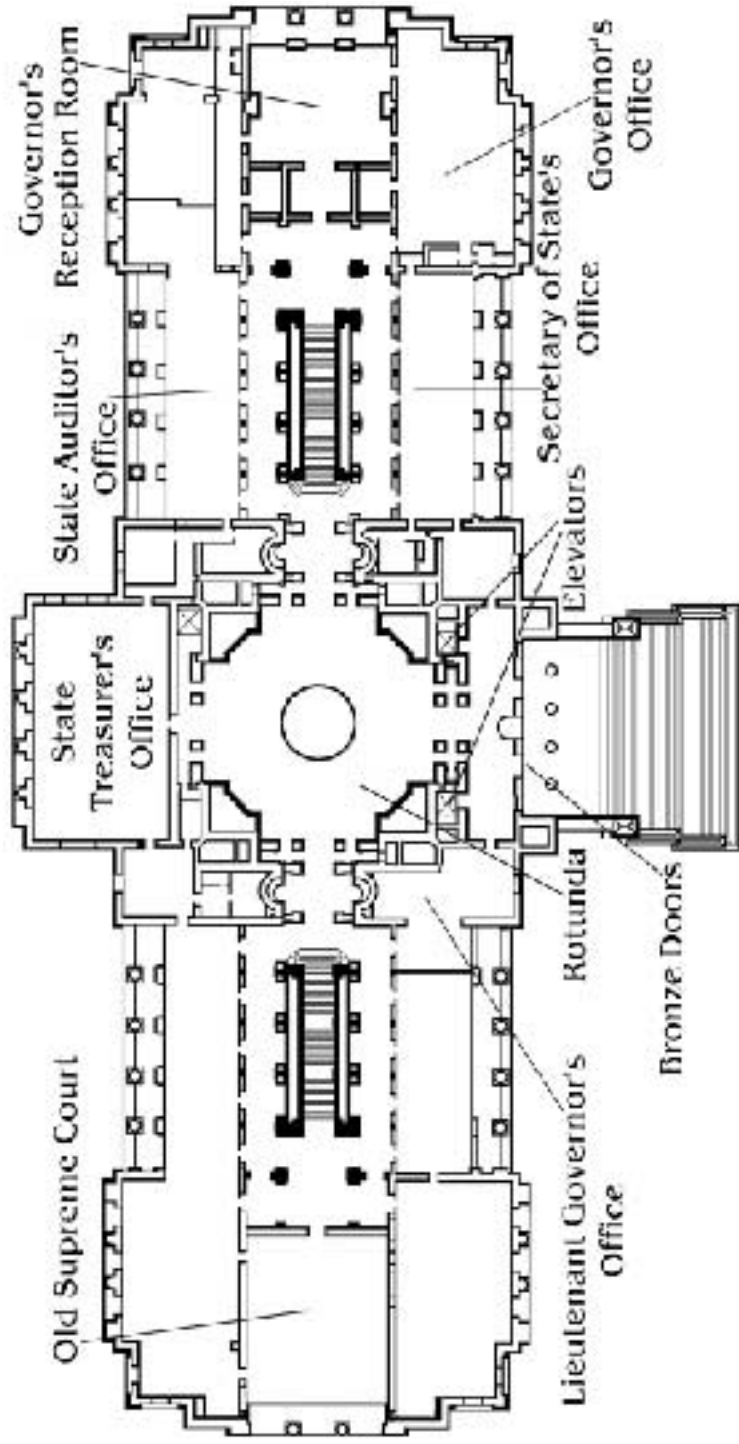 Old Supreme Court
State
Treasurer's
Office
State Auditor's
Office
Governor's
Reception Room
Lieutenant Governor's
Office
Rotunda
Bronze Doors
Elevators
Secretary of State's
Office
Governor's
Office